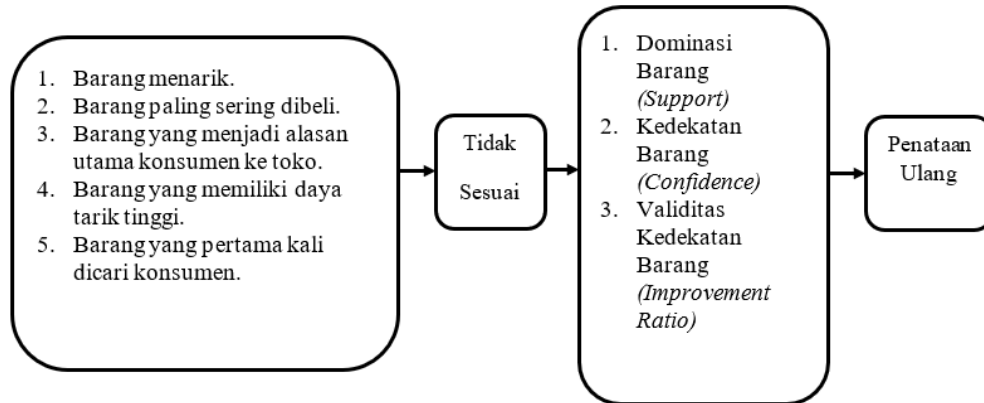 1. Barang menarik.
2. Barang paling sering dibeli.
3. Barang yang menjadi alasan
utama konsumen ke toko.
4. Barang yang memiliki daya
tarik tinggi.
5. Barang yang pertama kali
dicari konsumen.
Tidak
Sesuai
1. Dominasi
Barang
(Support)
2. Kedekatan
Barang
(Confidence)
3. Validitas
Kedekatan
Barang
(Improvement
Ratio)
Penataan
Ulang